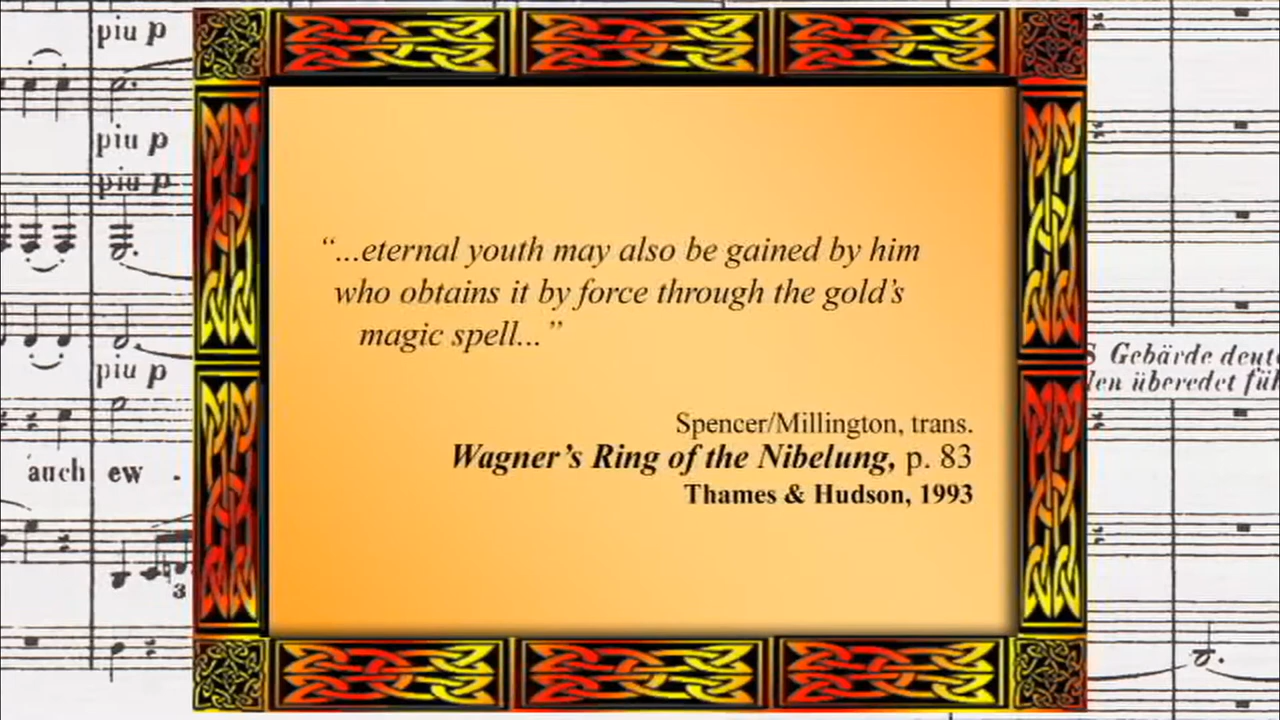 piu p
piu p
piu p
piu p
auch ew .
3
“...eternal youth may also be gained by him
who obtains it by force through the gold’s
magic spell...”
Spencer/Millington, trans.
Wagner’s Ring of the Nibelung, p. 83
Thames & Hudson, 1993
Gebärde deut
überredet